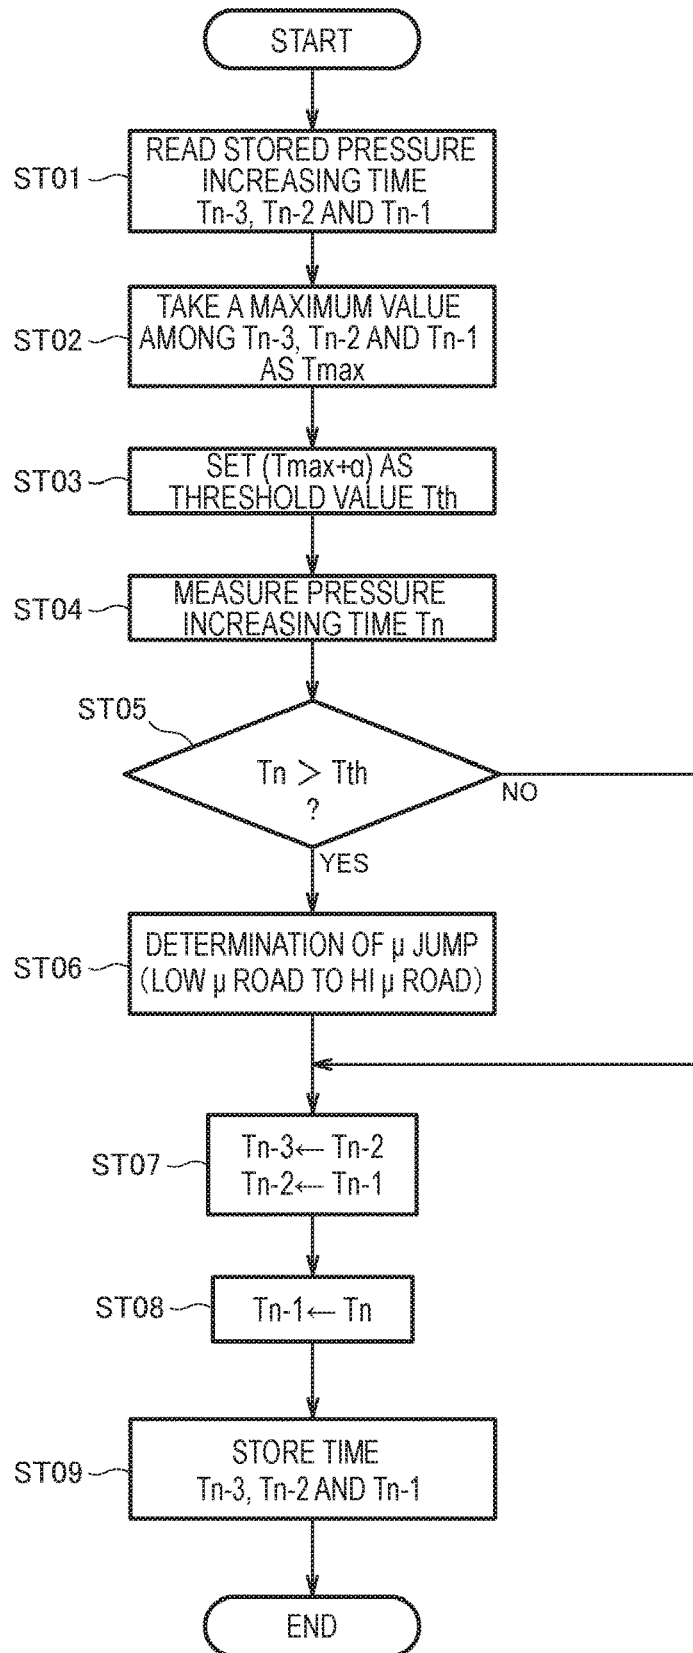 START
ST01
READ STORED PRESSURE
INCREASING TIME
Tn-3, Tn-2 AND Tn-1
ST02
TAKE A MAXIMUM VALUE
AMONG Tn-3, Tn-2 AND Tn-1
AS Tmax
ST03
SET (Tmax+α) AS
THRESHOLD VALUE Tth
ST04
MEASURE PRESSURE
INCREASING TIME Tn
ST05
Tn > Tth
?
NO
YES
ST06
DETERMINATION OF μ JUMP
(LOW μ ROAD TO HI μ ROAD)
ST07
Tn-3← Tn-2
Tn-2← Tn-1
ST08
Tn-1← Tn
ST09
STORE TIME
Tn-3, Tn-2 AND Tn-1
END